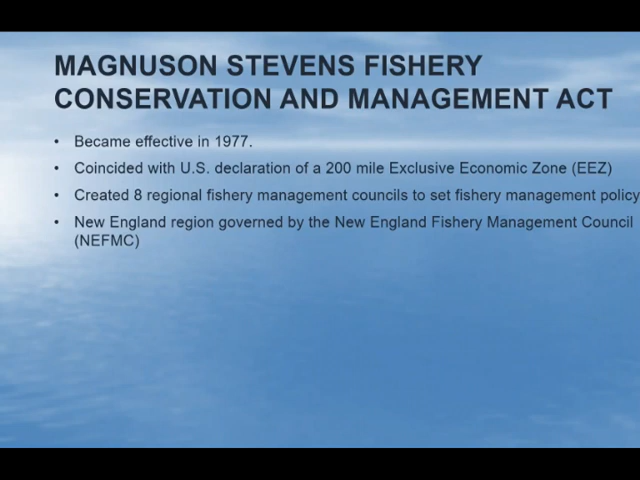 MAGNUSON STEVENS FISHERY
CONSERVATION AND MANAGEMENT ACT
• Became effective in 1977.
• Coincided with U.S. declaration of a 200 mile Exclusive Economic Zone (EEZ)
• Created 8 regional fishery management councils to set fishery management policy
• New England region governed by the New England Fishery Management Council
(NEFMC)